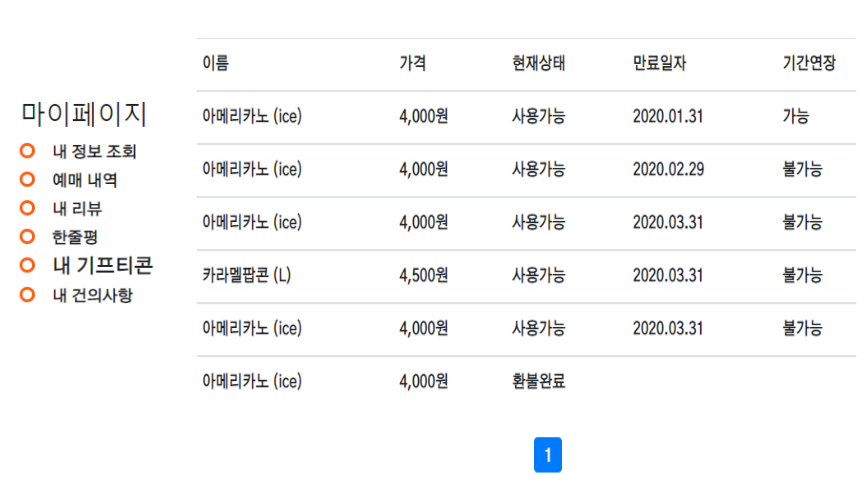 마이페이지
내 정보 조회
예매 내역
내 리뷰
한줄평
내 기프티콘
내 건의사항
이름 가격 현재상태 만료일자 기간연장
아메리카노 (ice) 4,000원 사용가능 2020.01.31 가능
아메리카노 (ice) 4,000원 사용가능 2020.02.29 불가능
아메리카노 (ice) 4,000원 사용가능 2020.03.31 불가능
카라멜팝콘 (L) 4,500원 사용가능 2020.03.31 불가능
아메리카노 (ice) 4,000원 사용가능 2020.03.31 불가능
아메리카노 (ice) 4,000원 환불완료
1